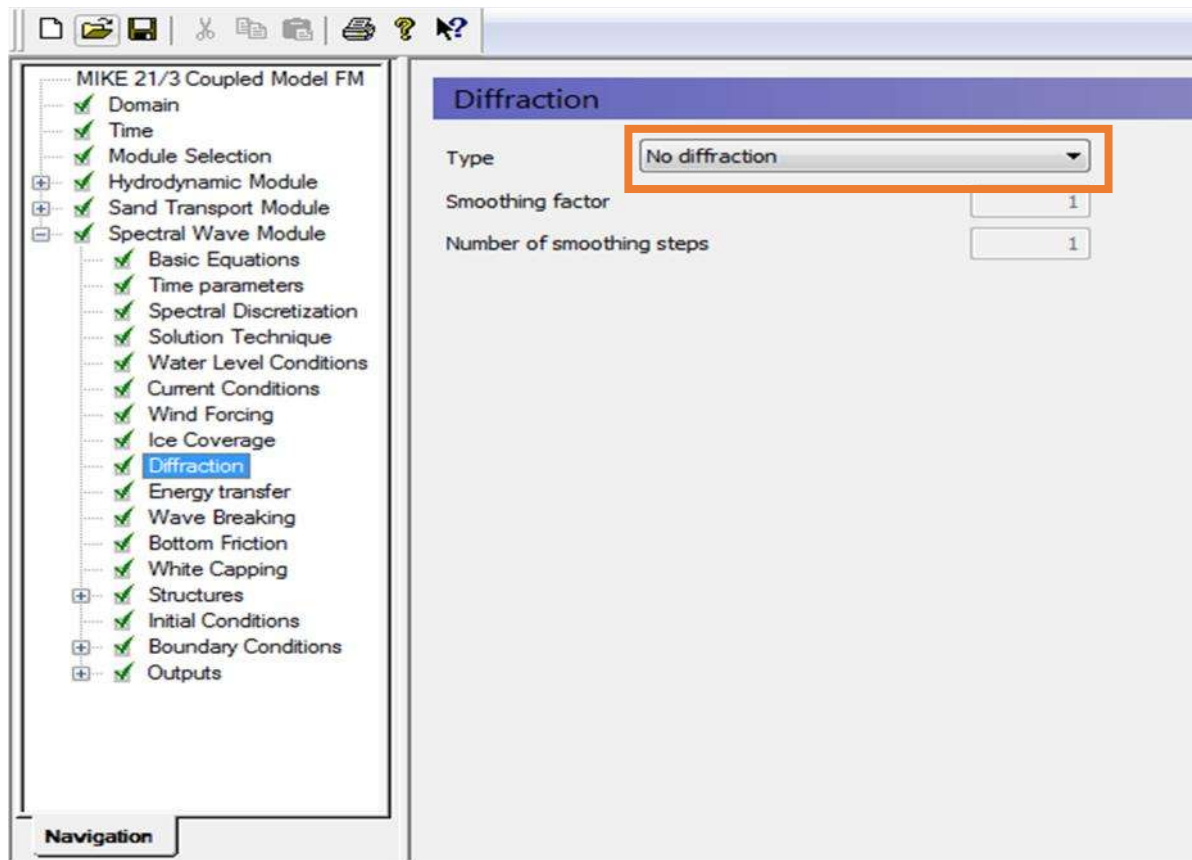 MIKE 21/3 Coupled Model FM
Domain
Time
Module Selection
Hydrodynamic Module
Sand Transport Module
Spectral Wave Module
Basic Equations
Time parameters
Spectral Discretization
Solution Technique
Water Level Conditions
Current Conditions
Wind Forcing
Ice Coverage
Diffraction
Energy transfer
Wave Breaking
Bottom Friction
White Capping
Structures
Initial Conditions
Boundary Conditions
Outputs
Navigation
Diffraction
Type No diffraction
Smoothing factor 1
Number of smoothing steps 1